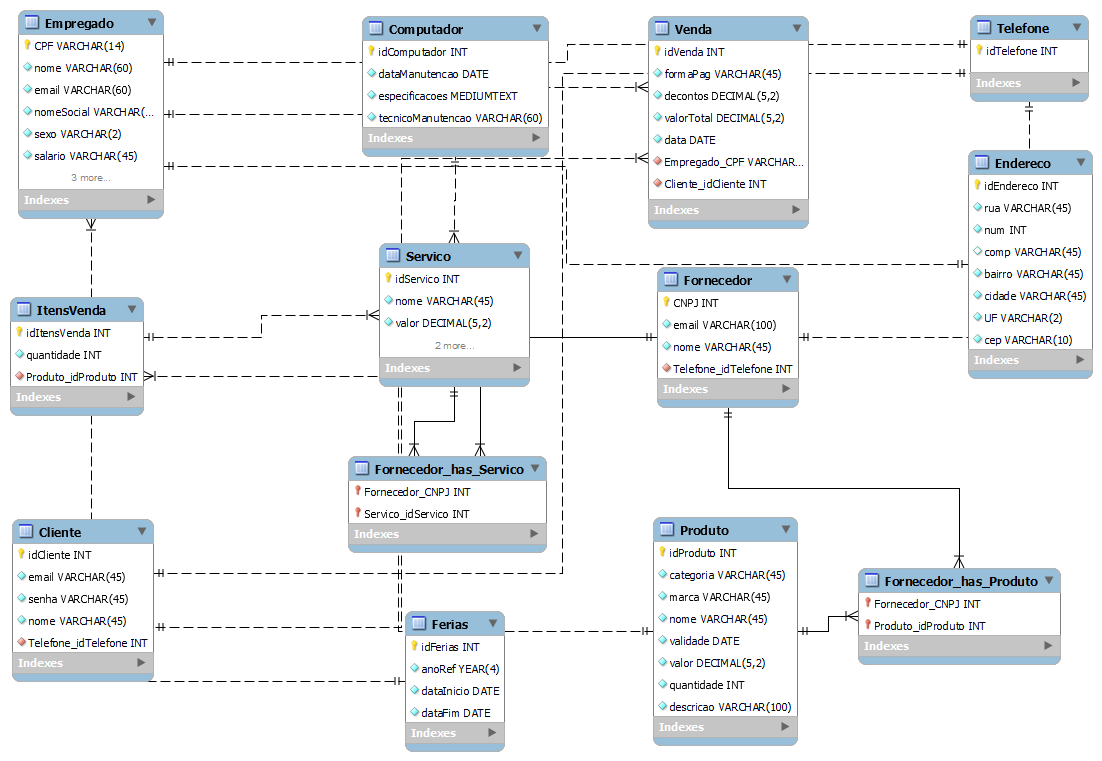 Empregado
CPF VARCHAR(14)
nome VARCHAR(60)
email VARCHAR(60)
nomeSocial VARCHAR(...
sexo VARCHAR(2)
salario VARCHAR(45)
3 more...
Indexes
Computador
idComputador INT
dataManutencao DATE
especificacoes MEDIUMTEXT
tecnicoManutencao VARCHAR(60)
Indexes
Venda
idVenda INT
formaPag VARCHAR(45)
decontos DECIMAL(5,2)
valorTotal DECIMAL(5,2)
data DATE
Empregado_CPF VARCHAR...
Cliente_idCliente INT
Indexes
Telefone
idTelefone INT
Indexes
Endereco
idEndereco INT
rua VARCHAR(45)
num INT
comp VARCHAR(45)
bairro VARCHAR(45)
cidade VARCHAR(45)
UF VARCHAR(2)
cep VARCHAR(10)
Indexes
Servico
idServico INT
nome VARCHAR(45)
valor DECIMAL(5,2)
2 more...
Indexes
Fornecedor
CNPJ INT
email VARCHAR(100)
nome VARCHAR(45)
Telefone_idTelefone INT
Indexes
ItensVenda
idItensVenda INT
quantidade INT
Produto_idProduto INT
Indexes
Fornecedor_has_Servico
Fornecedor_CNPJ INT
Servico_idServico INT
Indexes
Cliente
idCliente INT
email VARCHAR(45)
senha VARCHAR(45)
nome VARCHAR(45)
Telefone_idTelefone INT
Indexes
Ferias
idFerias INT
anoRef YEAR(4)
dataInicio DATE
dataFim DATE
Indexes
Produto
idProduto INT
categoria VARCHAR(45)
marca VARCHAR(45)
nome VARCHAR(45)
validade DATE
valor DECIMAL(5,2)
quantidade INT
descricao VARCHAR(100)
Indexes
Fornecedor_has_Produto
Fornecedor_CNPJ INT
Produto_idProduto INT
Indexes